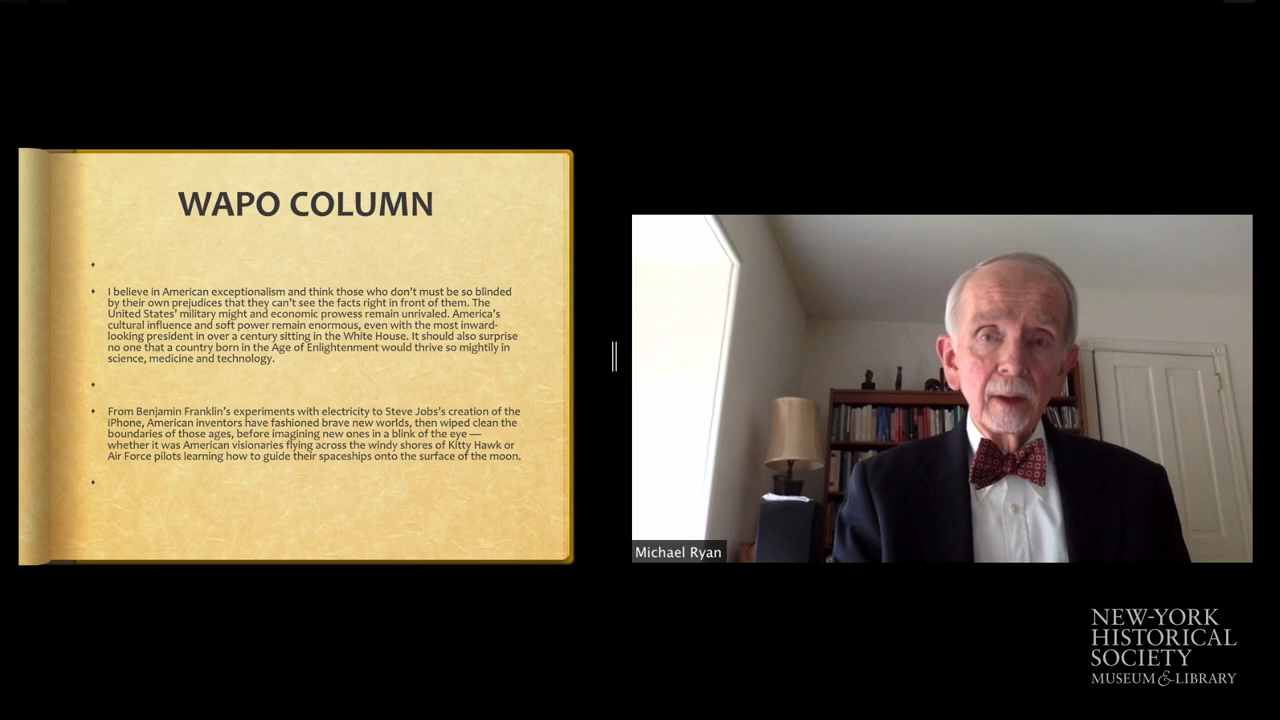 WAPO COLUMN
I believe in American exceptionalism and think those who don't must be so blinded
by their own prejudices that they can't see the facts right in front of them. The
United States' military might and economic prowess remain unrivaled. America's
cultural influence and soft power remain enormous, even with the most inward-
looking president in over a century sitting in the White House. It should also surprise
no one that a country born in the Age of Enlightenment would thrive so mightily in
science, medicine and technology.
From Benjamin Franklin's experiments with electricity to Steve Jobs's creation of the
iPhone, American inventors have fashioned brave new worlds, then wiped clean the
boundaries of those ages, before imagining new ones in a blink of the eye —
whether it was American visionaries flying across the windy shores of Kitty Hawk or
Air Force pilots learning how to guide their spaceships onto the surface of the moon.
Michael Ryan
NEW-YORK
HISTORICAL
SOCIETY
MUSEUM & LIBRARY